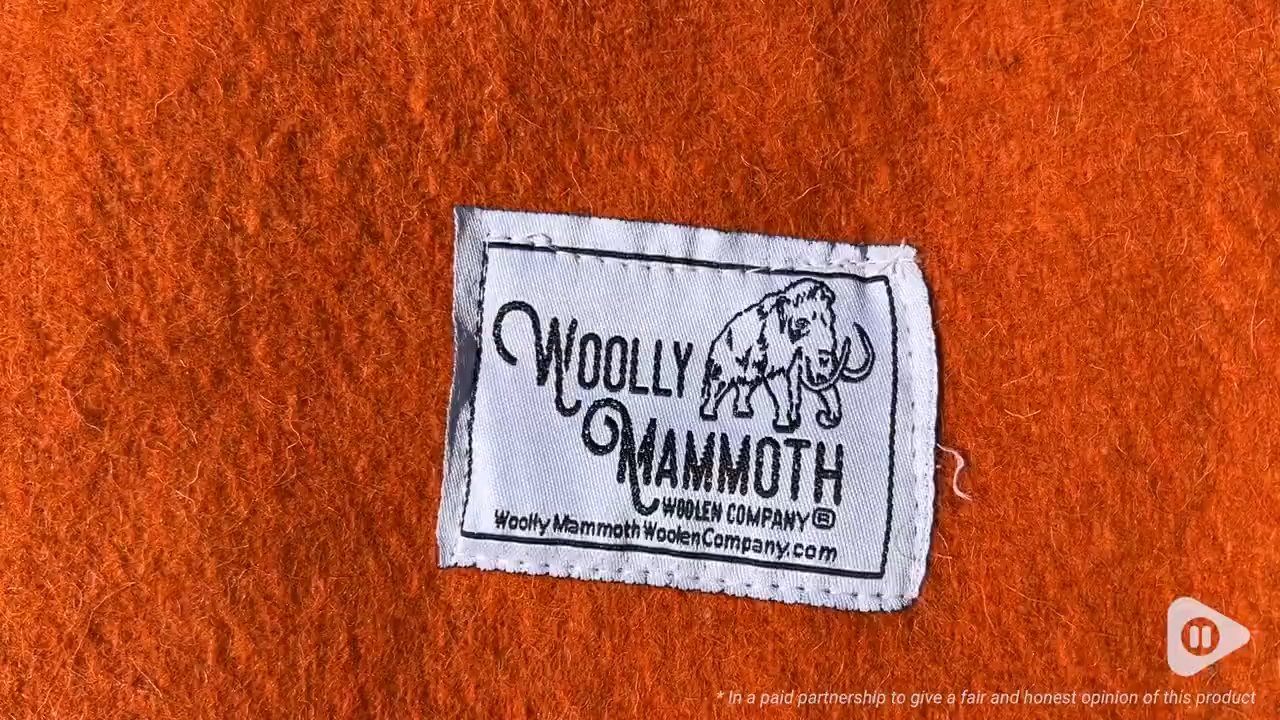 WOOLLY
MAMMOTH
WOOLEN COMPANY®
WoollyMammothWoolenCompany.com
* In a paid partnership to give a fair and honest opinion of this product